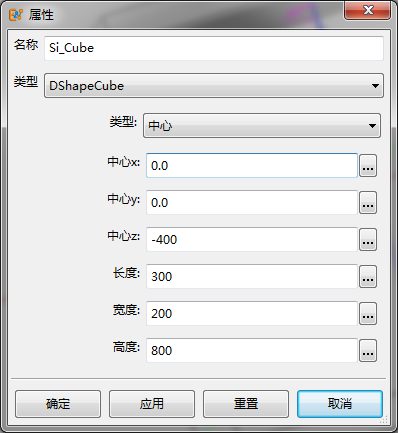 属性
名称 Si_Cube
类型 DShapeCube
类型: 中心
中心x: 0.0 ...
中心y: 0.0 ...
中心z: -400 ...
长度: 300 ...
宽度: 200 ...
高度: 800 ...
确定 应用 重置 取消